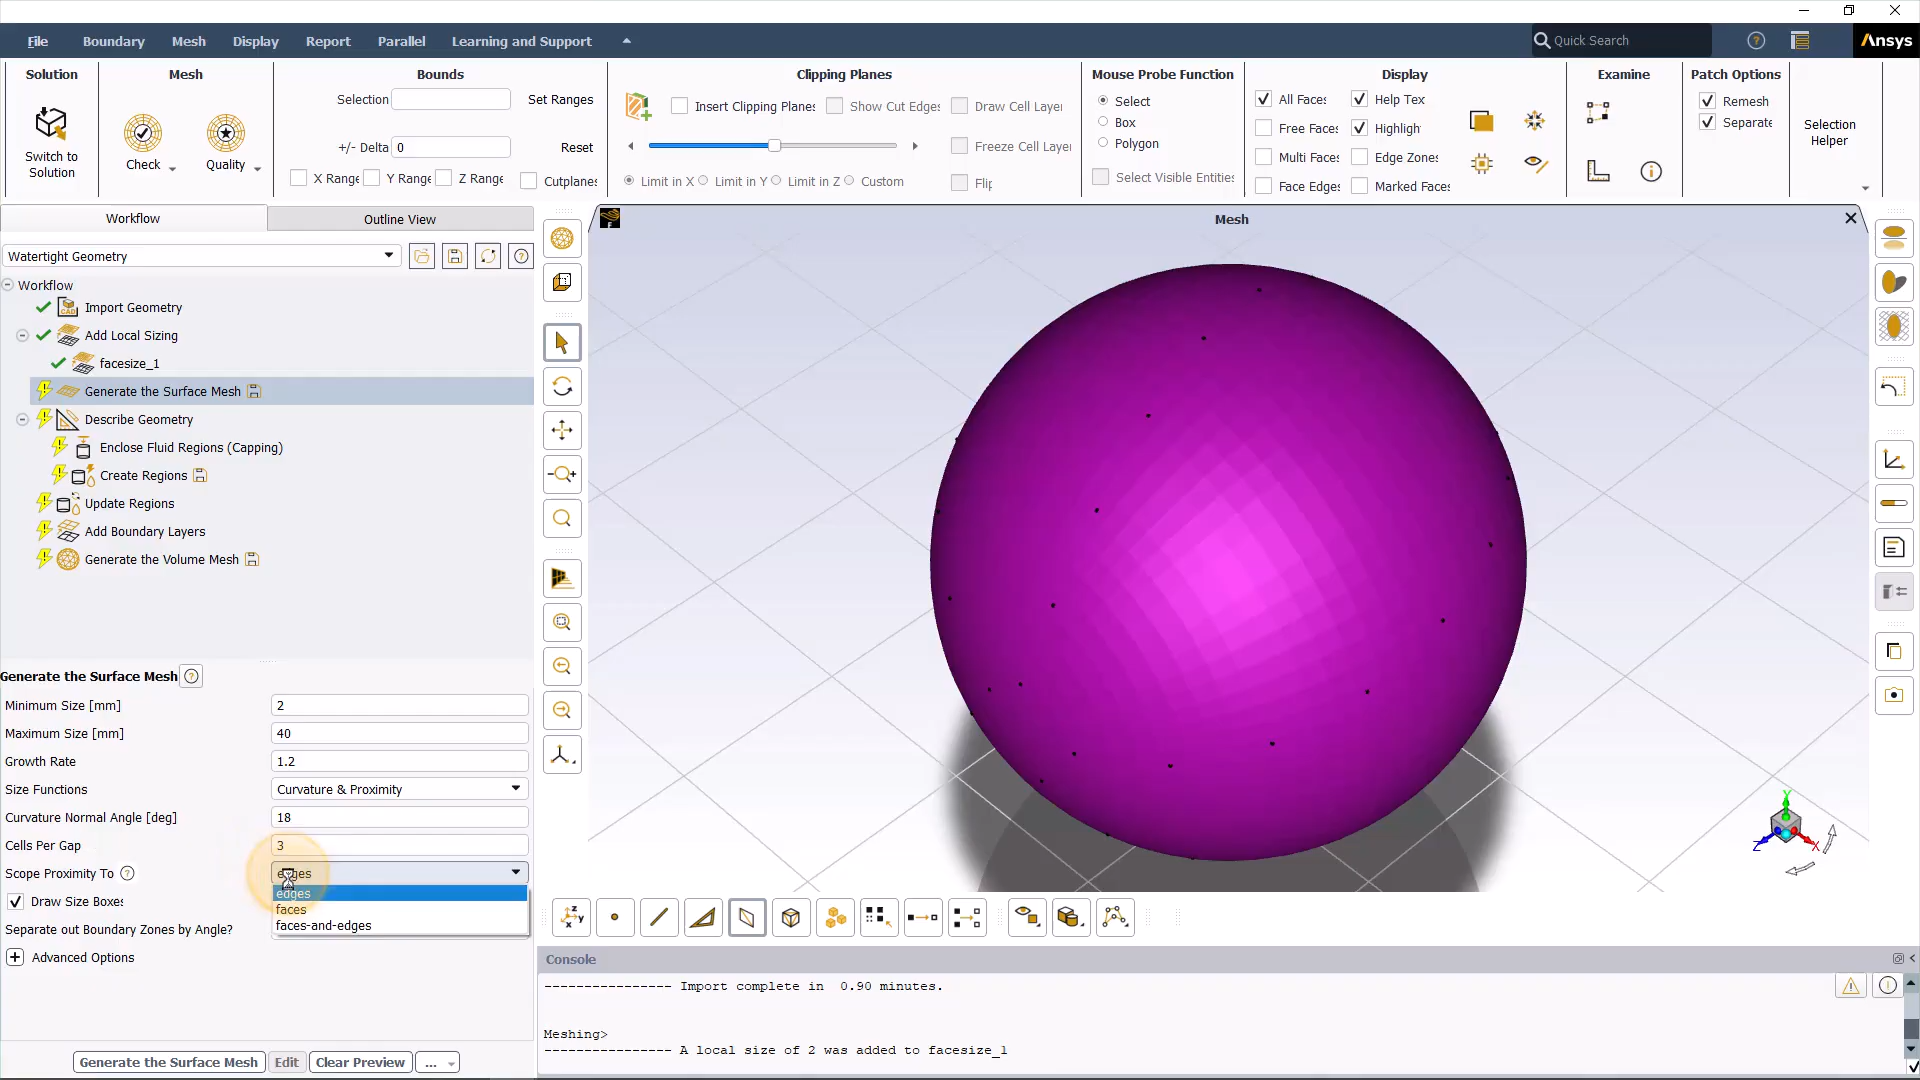 File
Boundary
Mesh
Display
Report
Parallel
Learning and Support
Quick Search
Ansys
Solution
Mesh
Bounds
Clipping Planes
Mouse Probe Function
Display
Examine
Patch Options
Selection
Set Ranges
Insert Clipping Planes
Show Cut Edges
Draw Cell Layer
Select
All Faces
Help Tex
Remesh
Box
Free Faces
Highligh
Separate
Selection
Helper
Switch to
Solution
Check
Quality
+/- Delta
0
Reset
Freeze Cell Laye
Polygon
Multi Faces
Edge Zones
X Range
Y Range
Z Range
Cutplanes
Limit in X
Limit in Y
Limit in Z
Custom
Flip
Select Visible Entities
Face Edges
Marked Faces
Workflow
Outline View
Mesh
Watertight Geometry
Workflow
Import Geometry
CAD
Add Local Sizing
facesize_1
Generate the Surface Mesh
Describe Geometry
Enclose Fluid Regions (Capping)
Create Regions
Update Regions
Add Boundary Layers
Generate the Volume Mesh
Generate the Surface Mesh
Minimum Size [mm]
2
Maximum Size [mm]
40
Growth Rate
1.2
Size Functions
Curvature & Proximity
Curvature Normal Angle [deg]
18
Cells Per Gap
3
Scope Proximity To
edges
edges
faces
faces-and-edges
Draw Size Boxes
Separate out Boundary Zones by Angle?
Advanced Options
Generate the Surface Mesh
Edit
Clear Preview
...
Y
Z
X
Console
---------------- Import complete in 0.90 minutes.
Meshing>
---------------- A local size of 2 was added to facesize_1